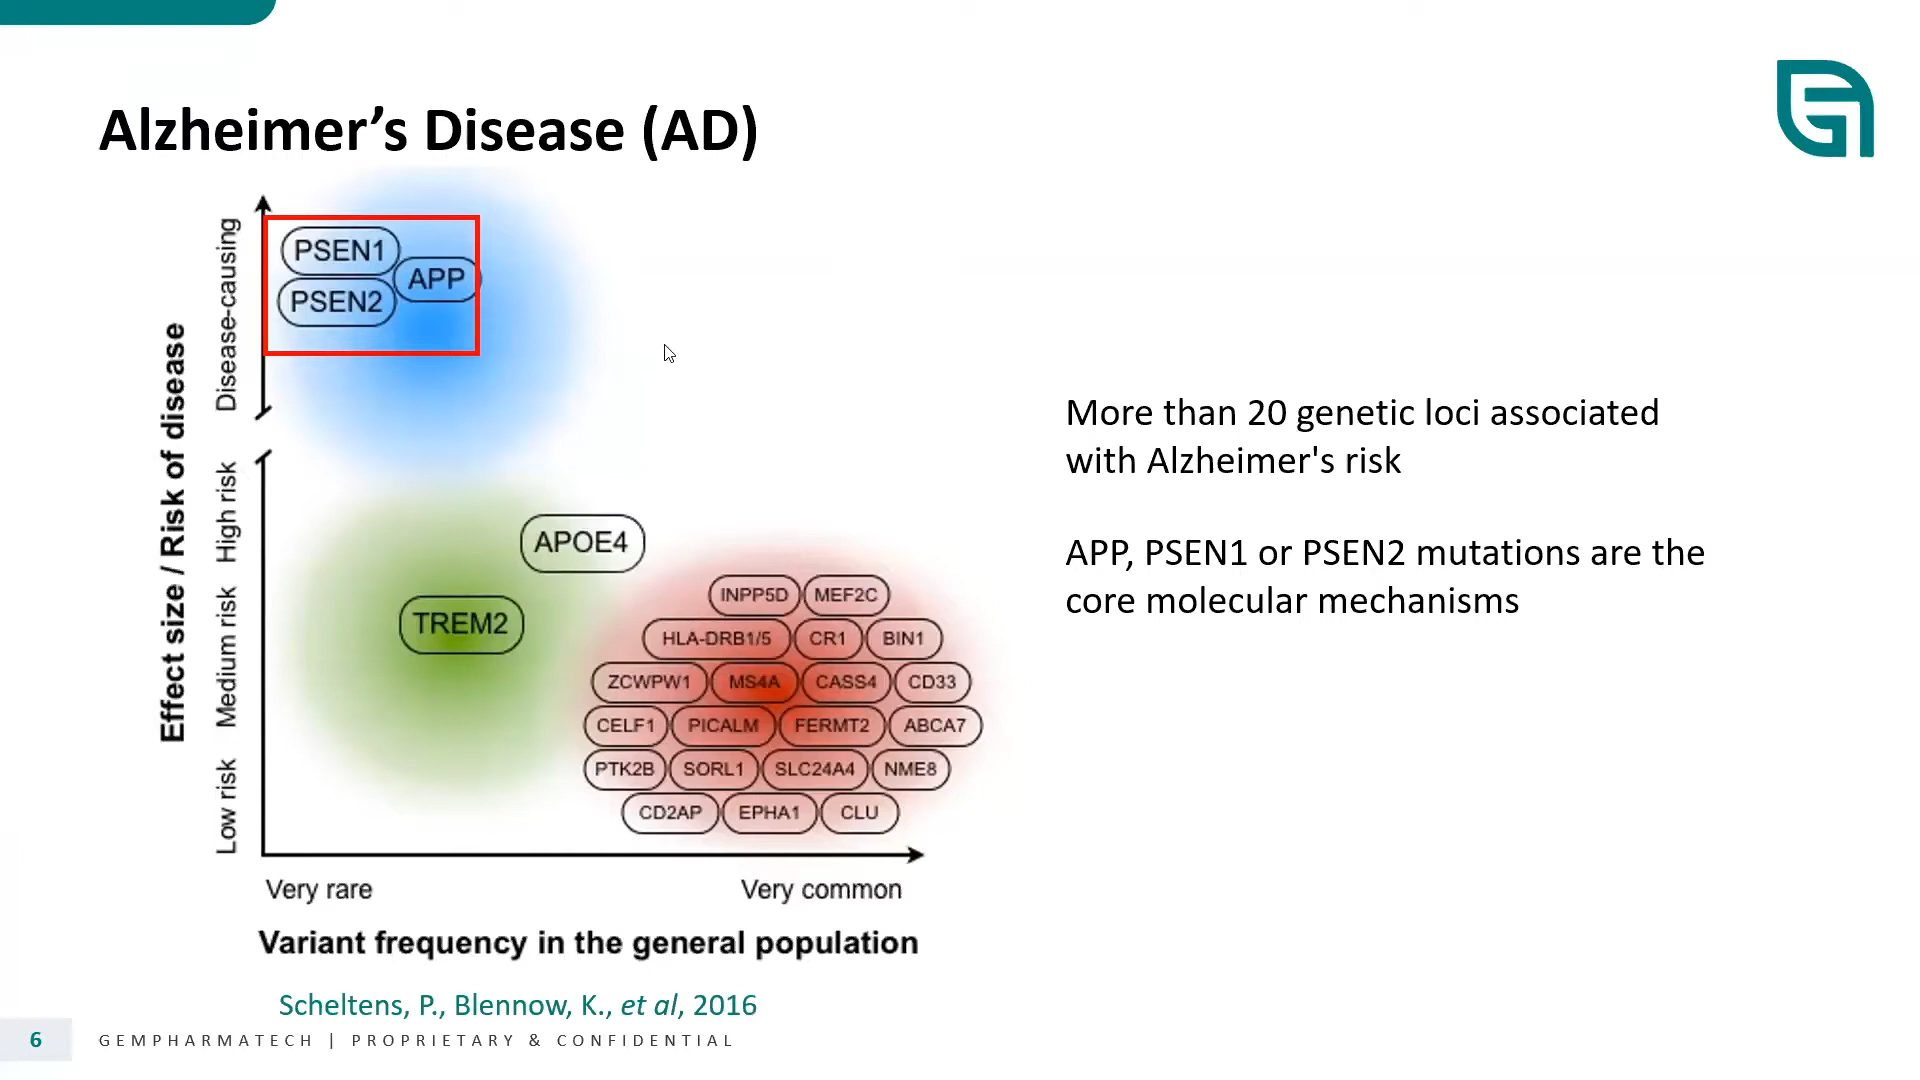 Alzheimer’s Disease (AD)
Effect size / Risk of disease
Disease-causing
High risk
Medium risk
Low risk
PSEN1
APP
PSEN2
APOE4
TREM2
INPP5D MEF2C
HLA-DRB1/5 CR1 BIN1
ZCWPW1 MS4A CASS4 CD33
CELF1 PICALM FERMT2 ABCA7
PTK2B SORL1 SLC24A4 NME8
CD2AP EPHA1 CLU
Very rare Very common
Variant frequency in the general population
Scheltens, P., Blennow, K., et al, 2016
More than 20 genetic loci associated
with Alzheimer's risk
APP, PSEN1 or PSEN2 mutations are the
core molecular mechanisms
6 GEMPHARMATECH | PROPRIETARY & CONFIDENTIAL